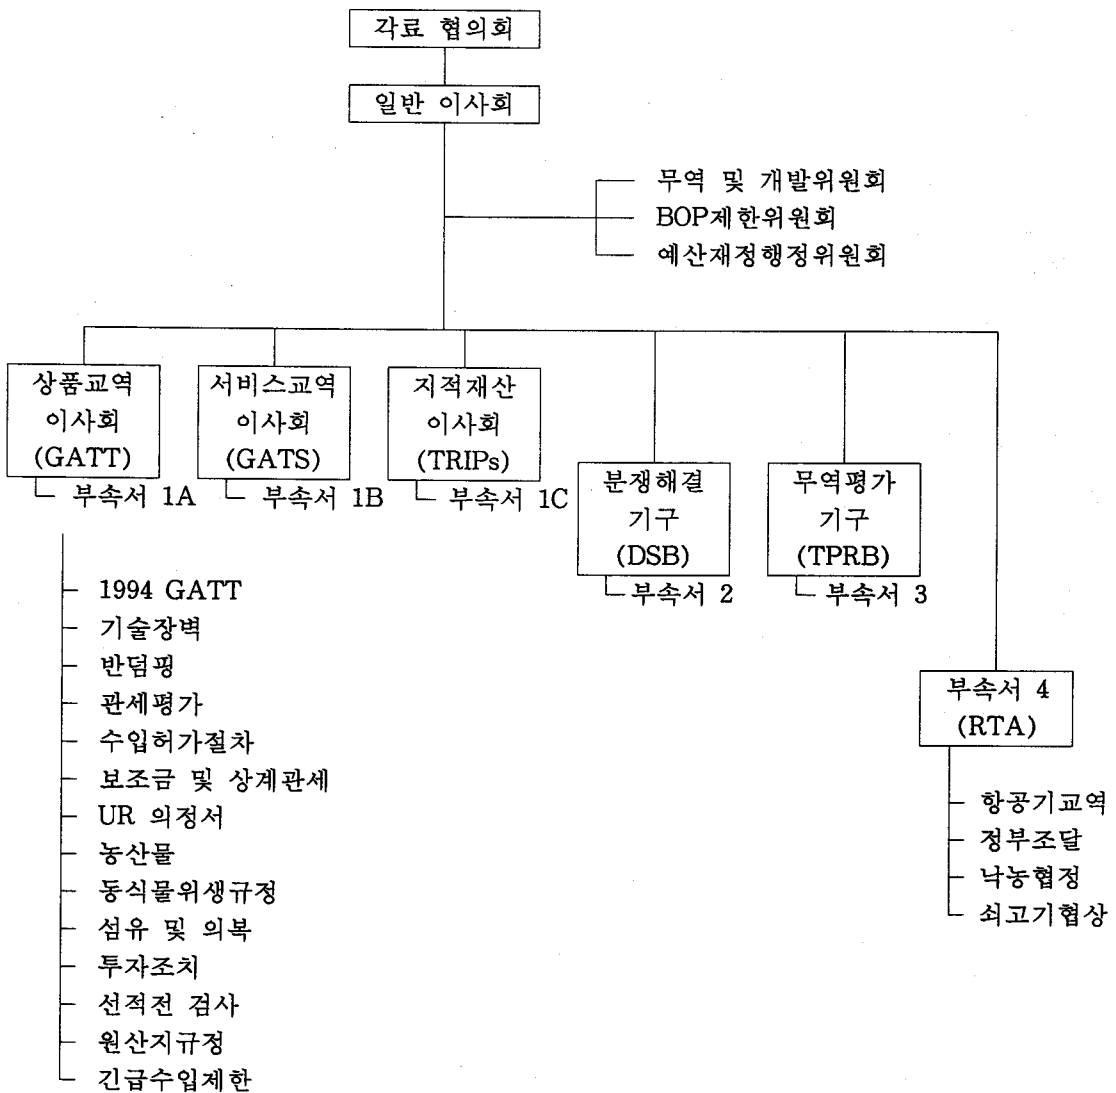 각료 협의회
일반 이사회
무역 및 개발위원회
BOP제한위원회
예산재정행정위원회
상품교역
이사회
(GATT)
부속서 1A
서비스교역
이사회
(GATS)
부속서 1B
지적재산
이사회
(TRIPs)
부속서 1C
분쟁해결
기구
(DSB)
부속서 2
무역평가
기구
(TPRB)
부속서 3
부속서 4
(RTA)
항공기교역
정부조달
낙농협정
쇠고기협상
1994 GATT
기술장벽
반덤핑
관세평가
수입허가절차
보조금 및 상계관세
UR 의정서
농산물
동식물위생규정
섬유 및 의복
투자조치
선적전 검사
원산지규정
긴급수입제한